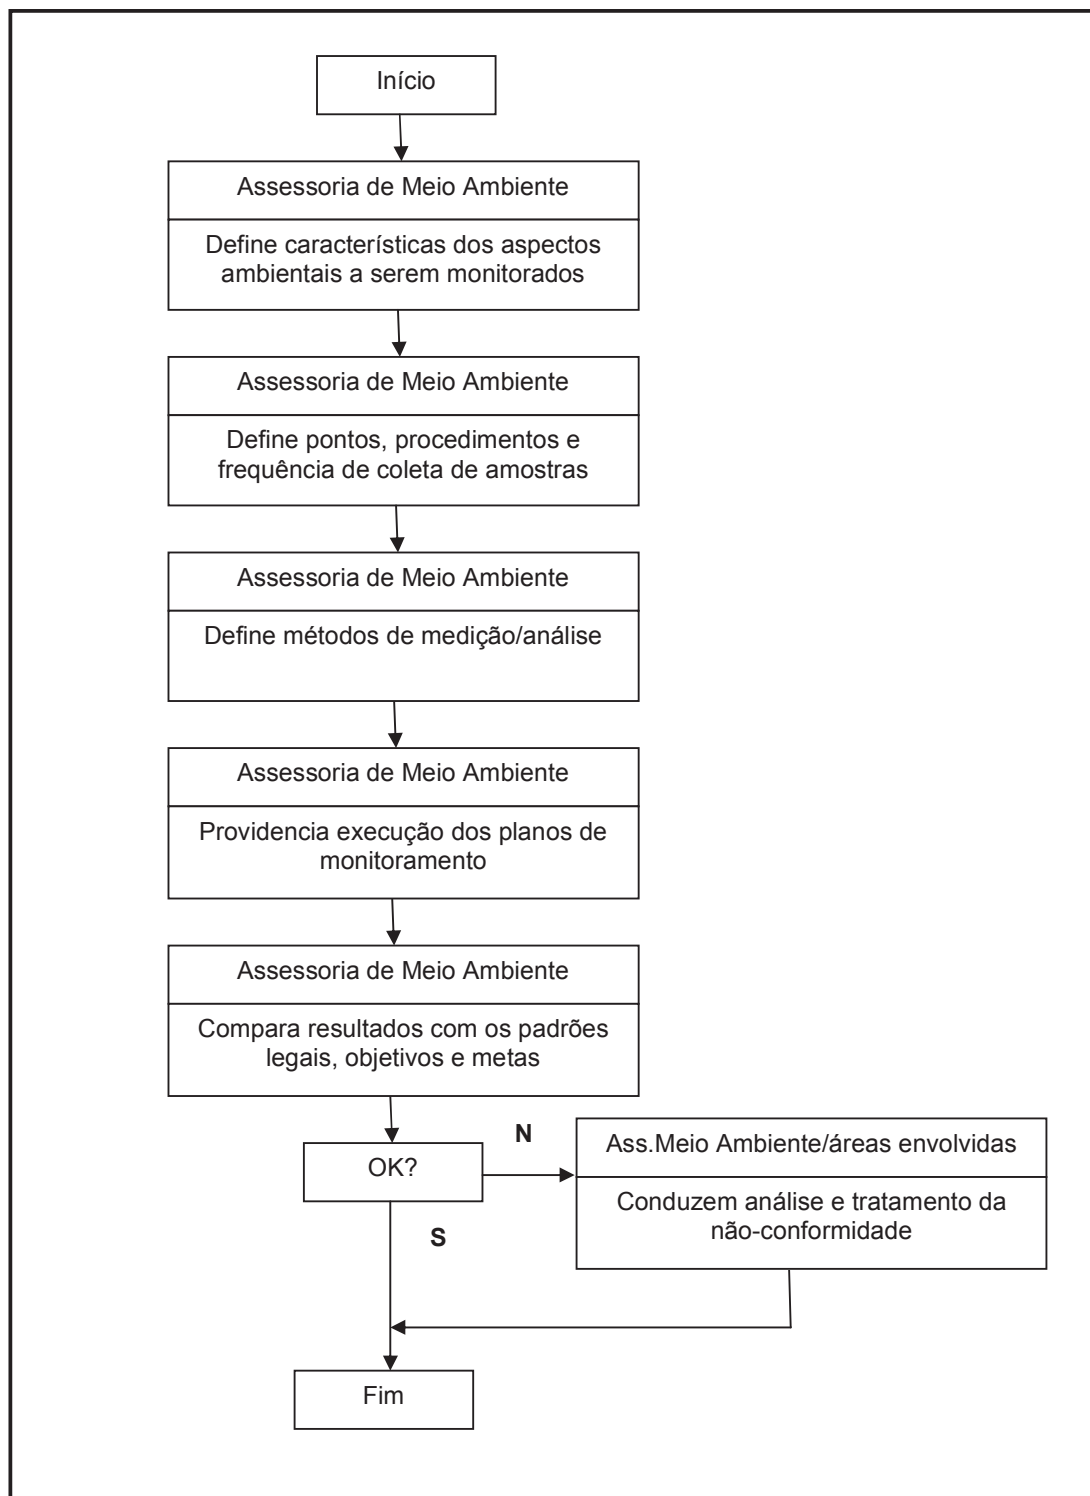 Início
Assessoria de Meio Ambiente
Define características dos aspectos
ambientais a serem monitorados
Assessoria de Meio Ambiente
Define pontos, procedimentos e
frequência de coleta de amostras
Assessoria de Meio Ambiente
Define métodos de medição/análise
Assessoria de Meio Ambiente
Providencia execução dos planos de
monitoramento
Assessoria de Meio Ambiente
Compara resultados com os padrões
legais, objetivos e metas
OK?
N
Ass.Meio Ambiente/áreas envolvidas
Conduzem análise e tratamento da
não-conformidade
S
Fim